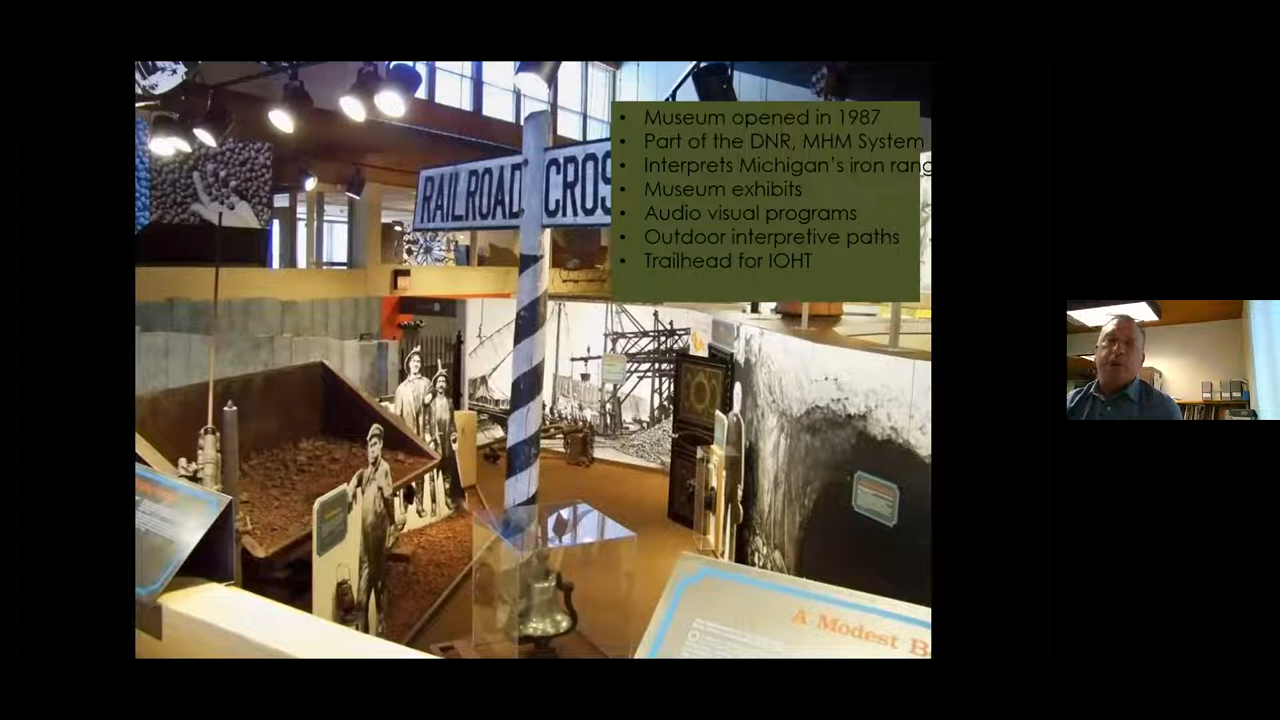 • Museum opened in 1987
• Part of the DNR, MHM System
• Interprets Michigan's iron rang
• Museum exhibits
• Audio visual programs
• Outdoor interpretive paths
• Trailhead for IOHT
RAILROAD CROS
A Modest B